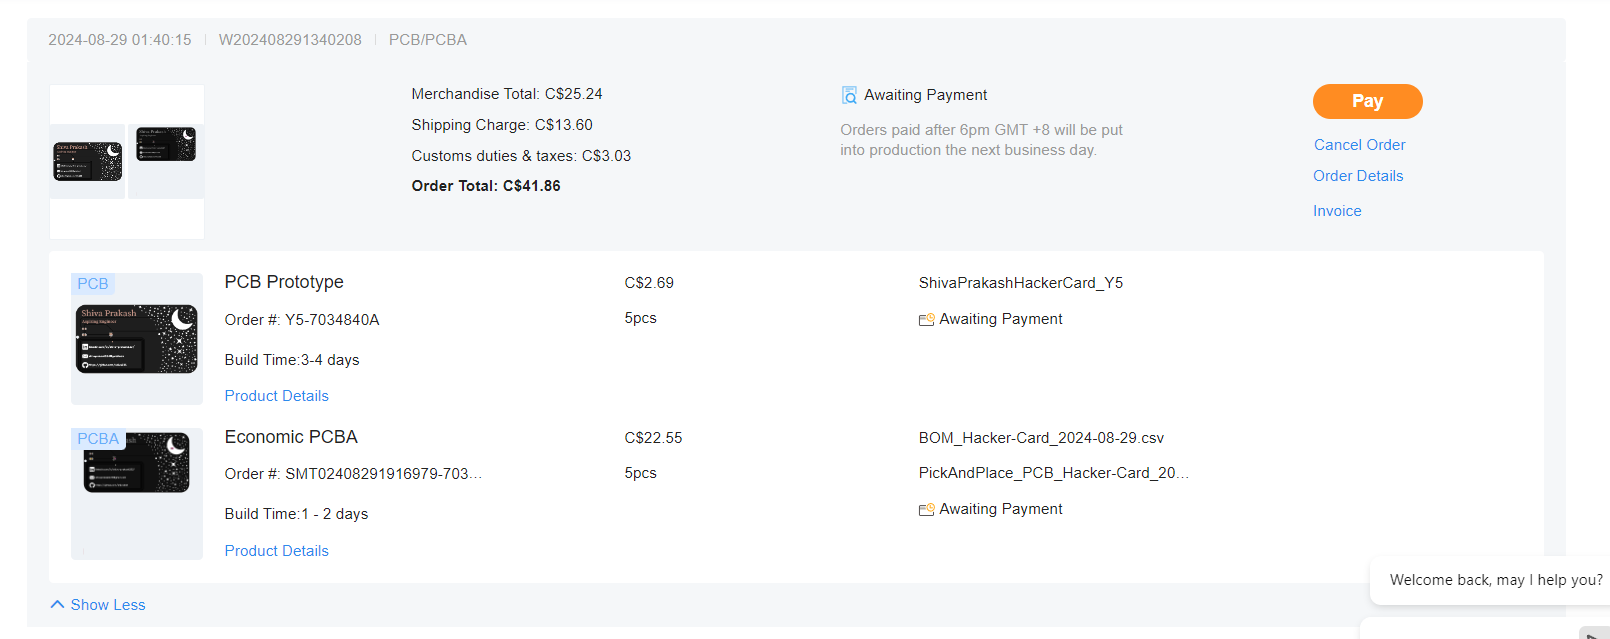 2024-08-29 01:40:15 W202408291340208 PCB/PCBA
Merchandise Total: C$25.24
Shipping Charge: C$13.60
Customs duties & taxes: C$3.03
Order Total: C$41.86
Awaiting Payment
Orders paid after 6pm GMT +8 will be put
into production the next business day.
Pay
Cancel Order
Order Details
Invoice
PCB
Shiva Prakash
Aspiring Engineer
PCB Prototype
Order #: Y5-7034840A
Build Time:3-4 days
Product Details
C$2.69
5pcs
ShivaPrakashHackerCard_Y5
Awaiting Payment
PCBA
Economic PCBA
Order #: SMT02408291916979-703...
Build Time:1 - 2 days
Product Details
C$22.55
5pcs
BOM_Hacker-Card_2024-08-29.csv
PickAndPlace_PCB_Hacker-Card_20...
Awaiting Payment
Show Less
Welcome back, may I help you?